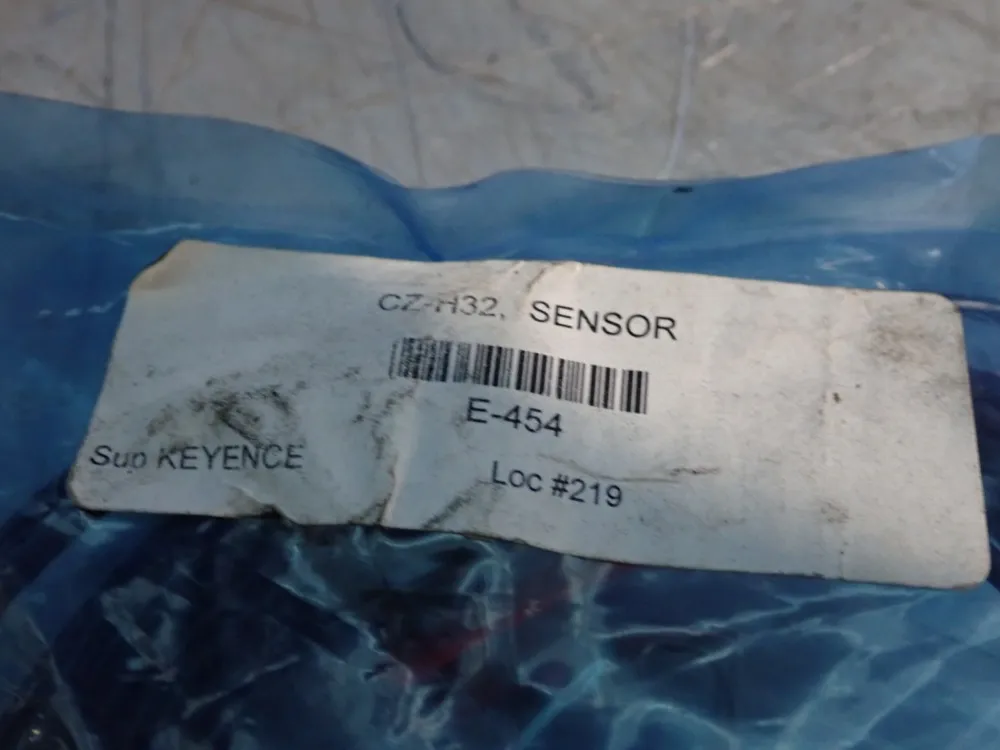 CZ-H32, SENSOR
E-454
Sup KEYENCE
Loc #219